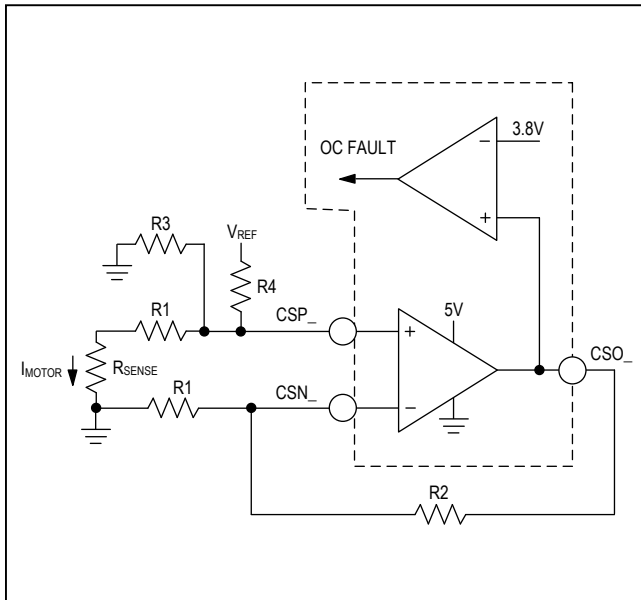 3.8V
OC FAULT
−
+
R3
VREF
R4
R1
CSP_
5V
+
CSO_
IMOTOR
RSENSE
R1
CSN_
−
R2